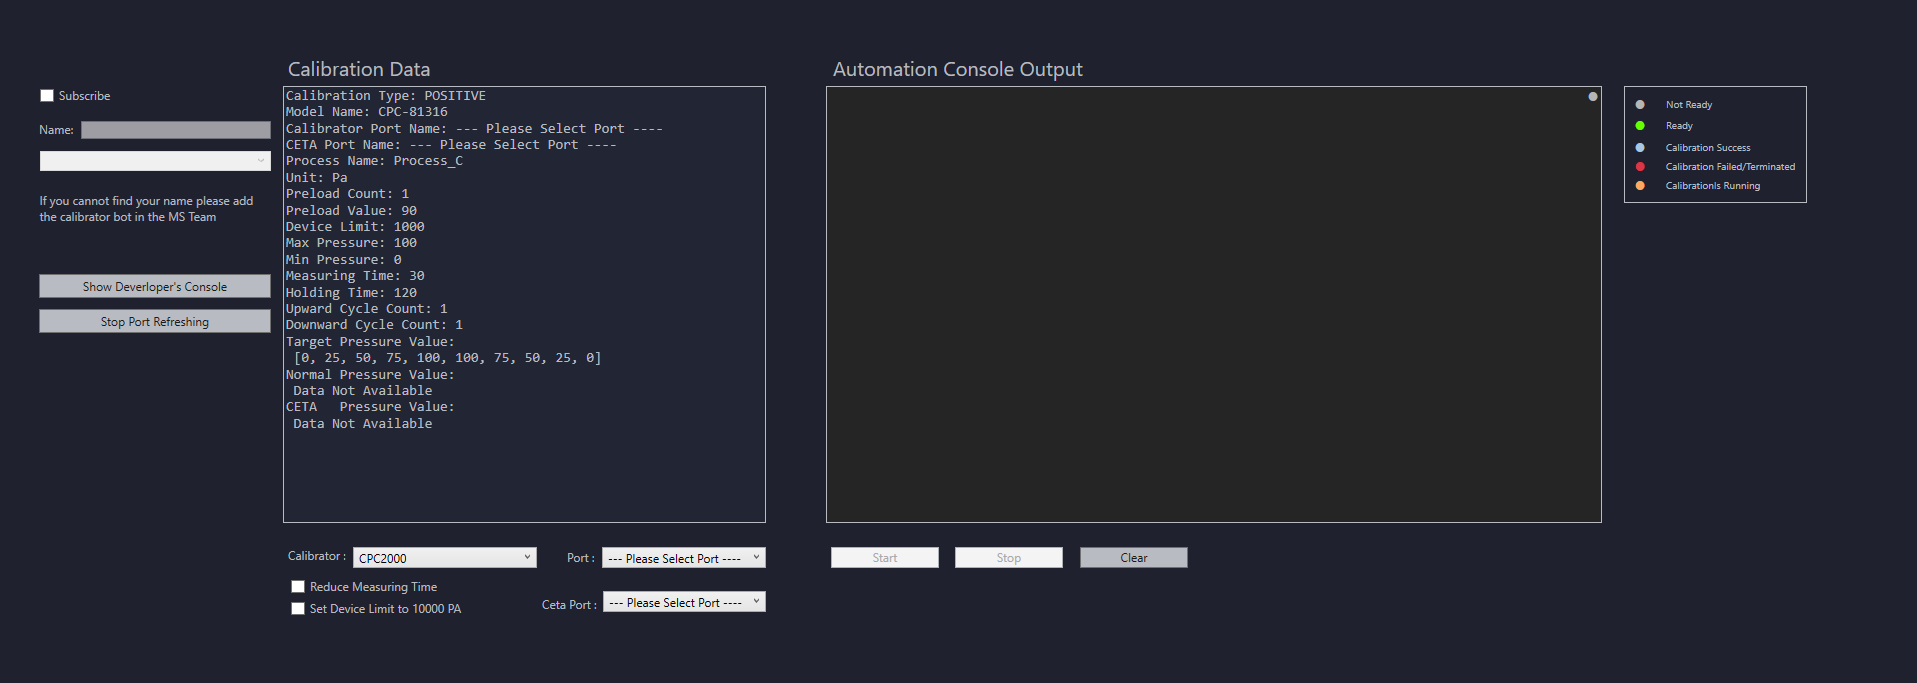 Subscribe
Name:
If you cannot find your name please add
the calibrator bot in the MS Team
Show Deverloper's Console
Stop Port Refreshing
Calibration Data
Calibration Type: POSITIVE
Model Name: CPC-81316
Calibrator Port Name: --- Please Select Port ----
CETA Port Name: --- Please Select Port ----
Process Name: Process_C
Unit: Pa
Preload Count: 1
Preload Value: 90
Device Limit: 1000
Max Pressure: 100
Min Pressure: 0
Measuring Time: 30
Holding Time: 120
Upward Cycle Count: 1
Downward Cycle Count: 1
Target Pressure Value:
[0, 25, 50, 75, 100, 100, 75, 50, 25, 0]
Normal Pressure Value:
Data Not Available
CETA   Pressure Value:
Data Not Available
Calibrator : CPC2000
Port : --- Please Select Port ----
Reduce Measuring Time
Set Device Limit to 10000 PA
Ceta Port : --- Please Select Port ----
Automation Console Output
Start
Stop
Clear
Not Ready
Ready
Calibration Success
Calibration Failed/Terminated
CalibrationIs Running